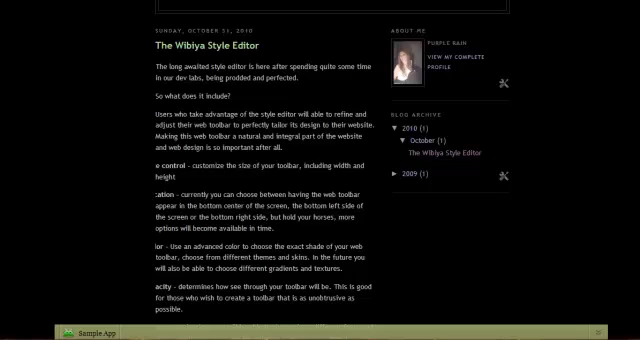 SUNDAY, OCTOBER 31, 2010
The Wibiya Style Editor
The long awaited style editor is here after spending quite some time
in our dev labs, being prodded and perfected.
So what does it include?
Users who take advantage of the style editor will able to refine and
adjust their web toolbar to perfectly tailor its design to their website.
Making this web toolbar a natural and integral part of the website
and web design is so important after all.
e control - customize the size of your toolbar, including width and
height
cation - currently you can choose between having the web toolbar
appear in the bottom center of the screen, the bottom left side of
the screen or the bottom right side, but hold your horses, more
options will become available in time.
lor - Use an advanced color to choose the exact shade of your web
toolbar, choose from different themes and skins. In the future you
will also be able to choose different gradients and textures.
acity - determines how see through your toolbar will be. This is good
for those who wish to create a toolbar that is as unobtrusive as
possible.
ABOUT ME
PURPLE RAIN
VIEW MY COMPLETE
PROFILE
BLOG ARCHIVE
▼ 2010 (1)
▼ October (1)
The Wibiya Style Editor
► 2009 (1)
Sample App